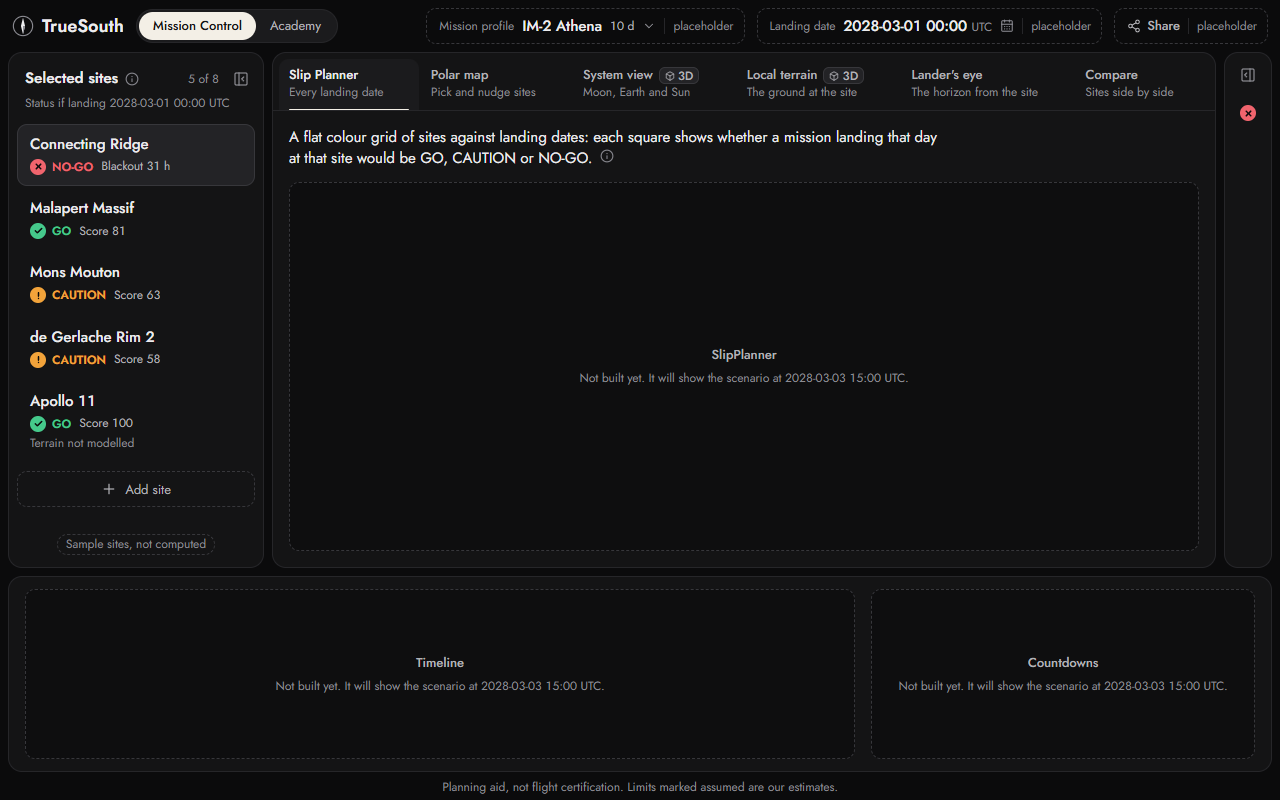 TrueSouth
Mission Control
Academy
Mission profile IM-2 Athena 10 d placeholder
Landing date 2028-03-01 00:00 UTC placeholder
Share placeholder
Selected sites 5 of 8
Status if landing 2028-03-01 00:00 UTC
Connecting Ridge
NO-GO Blackout 31 h
Malapert Massif
GO Score 81
Mons Mouton
CAUTION Score 63
de Gerlache Rim 2
CAUTION Score 58
Apollo 11
GO Score 100
Terrain not modelled
Add site
Sample sites, not computed
Slip Planner
Every landing date
Polar map
Pick and nudge sites
System view 3D
Moon, Earth and Sun
Local terrain 3D
The ground at the site
Lander's eye
The horizon from the site
Compare
Sites side by side
A flat colour grid of sites against landing dates: each square shows whether a mission landing that day
at that site would be GO, CAUTION or NO-GO.
SlipPlanner
Not built yet. It will show the scenario at 2028-03-03 15:00 UTC.
Timeline
Not built yet. It will show the scenario at 2028-03-03 15:00 UTC.
Countdowns
Not built yet. It will show the scenario at 2028-03-03 15:00 UTC.
Planning aid, not flight certification. Limits marked assumed are our estimates.